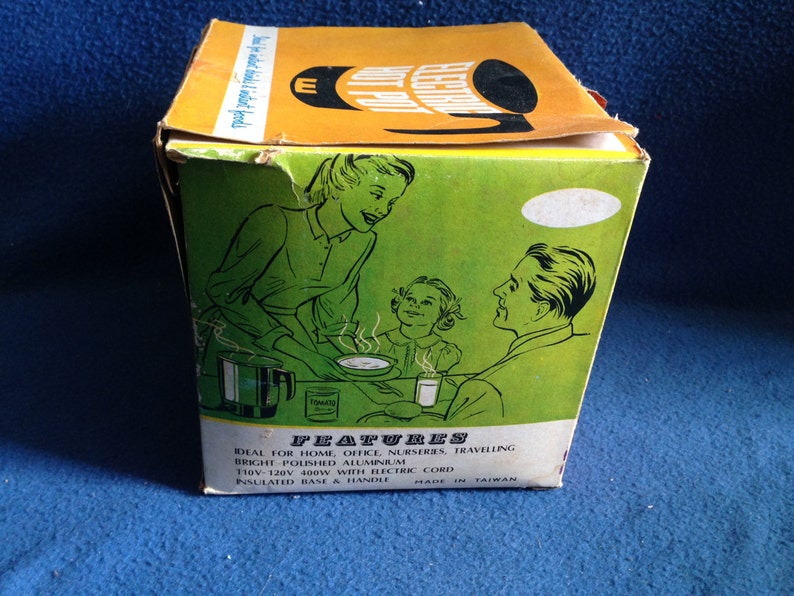 ELECTRIC
HOT POT
TOMATO
FEATURES
IDEAL FOR HOME, OFFICE, NURSERIES, TRAVELLING
BRIGHT POLISHED ALUMINIUM
110V-120V 400W WITH ELECTRIC CORD
INSULATED BASE & HANDLE MADE IN TAIWAN